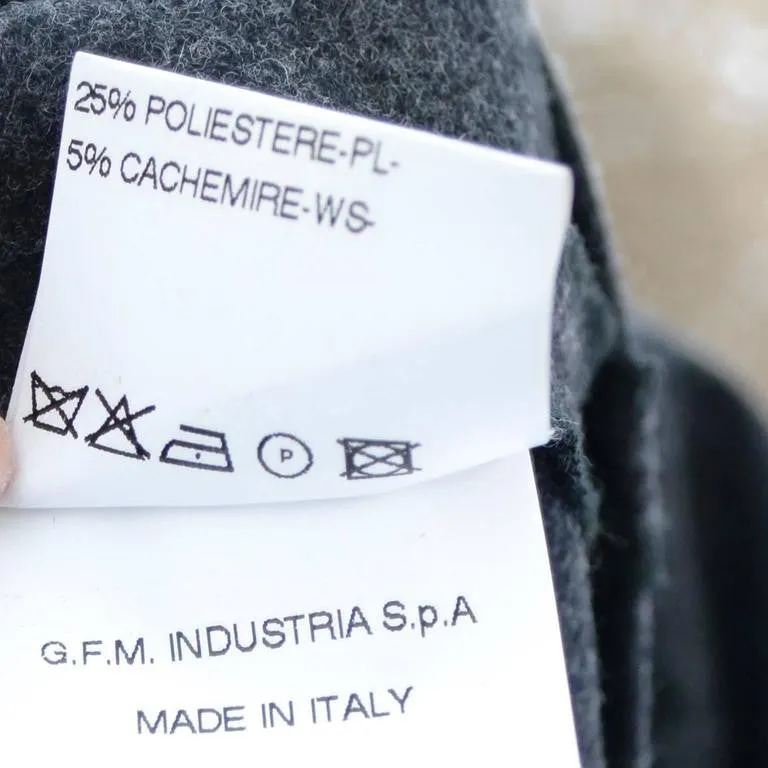 25% POLIESTERE-PL-
5% CACHEMIRE-WS-
P
G.F.M. INDUSTRIA S.p.A
MADE IN ITALY